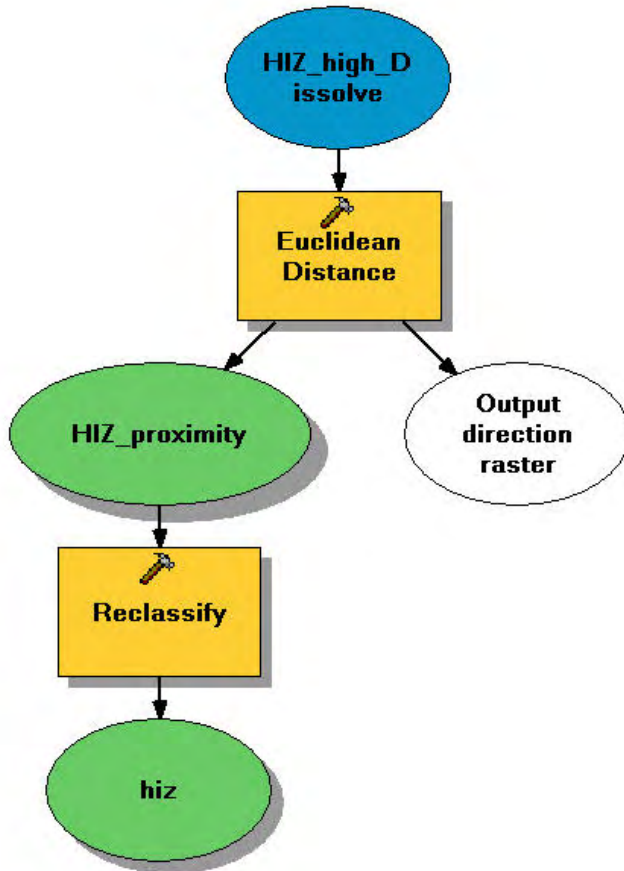 HIZ_high_D
issolve
Euclidean
Distance
HIZ_proximity
Output
direction
raster
Reclassify
hiz